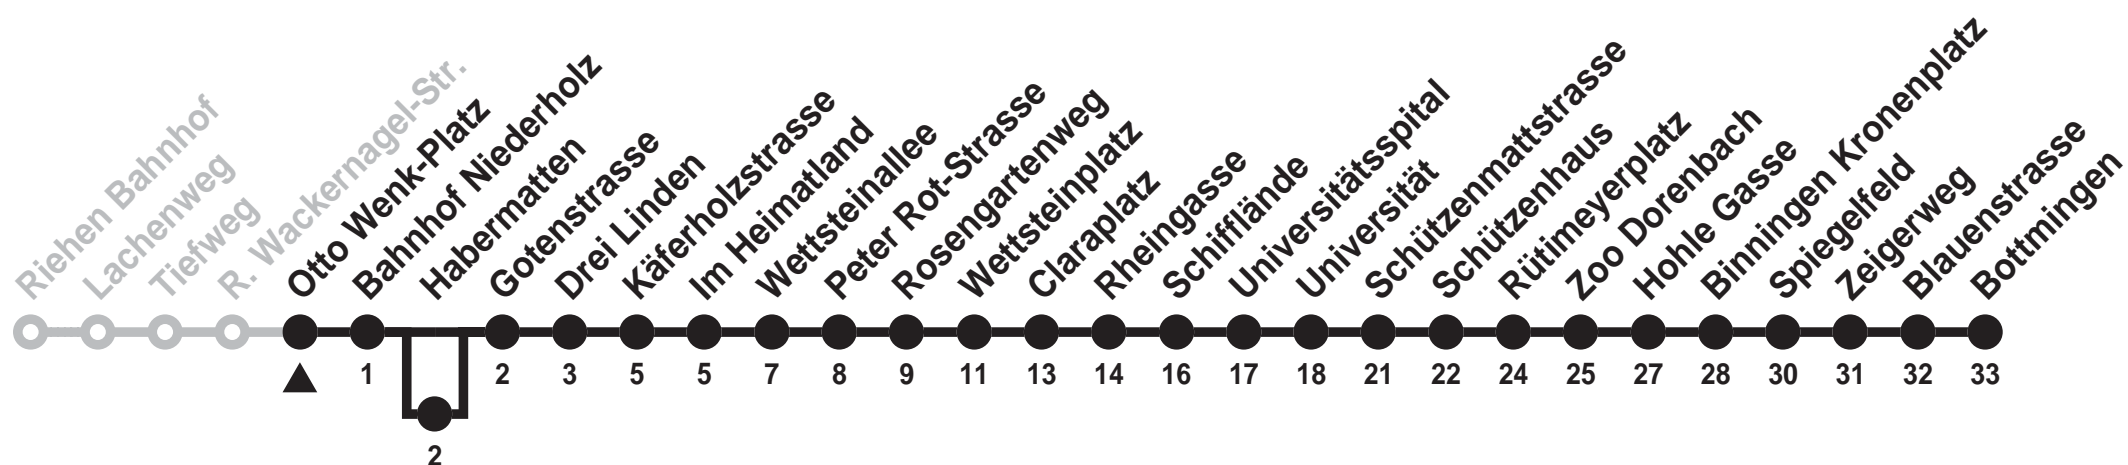 Riehen Bahnhof
Lachenweg
Tiefweg
R. Wackernagel-Str.
Otto Wenk-Platz
Bahnhof Niederholz
Habermatten
Gotenstrasse
Drei Linden
Käferholzstrasse
Im Heimatland
Wettsteinallee
Peter Rot-Strasse
Rosengartenweg
Wettsteinplatz
Claraplatz
Rheingasse
Schifflände
Universitätsspital
Universität
Schützenmattstrasse
Schützenhaus
Rütimeyerplatz
Zoo Dorenbach
Hohle Gasse
Binningen Kronenplatz
Spiegelfeld
Zeigerweg
Blauenstrasse
Bottmingen
1 2 3 5 5 7 8 9 11 13 14 16 17 18 21 22 24 25 27 28 30 31 32 33
2